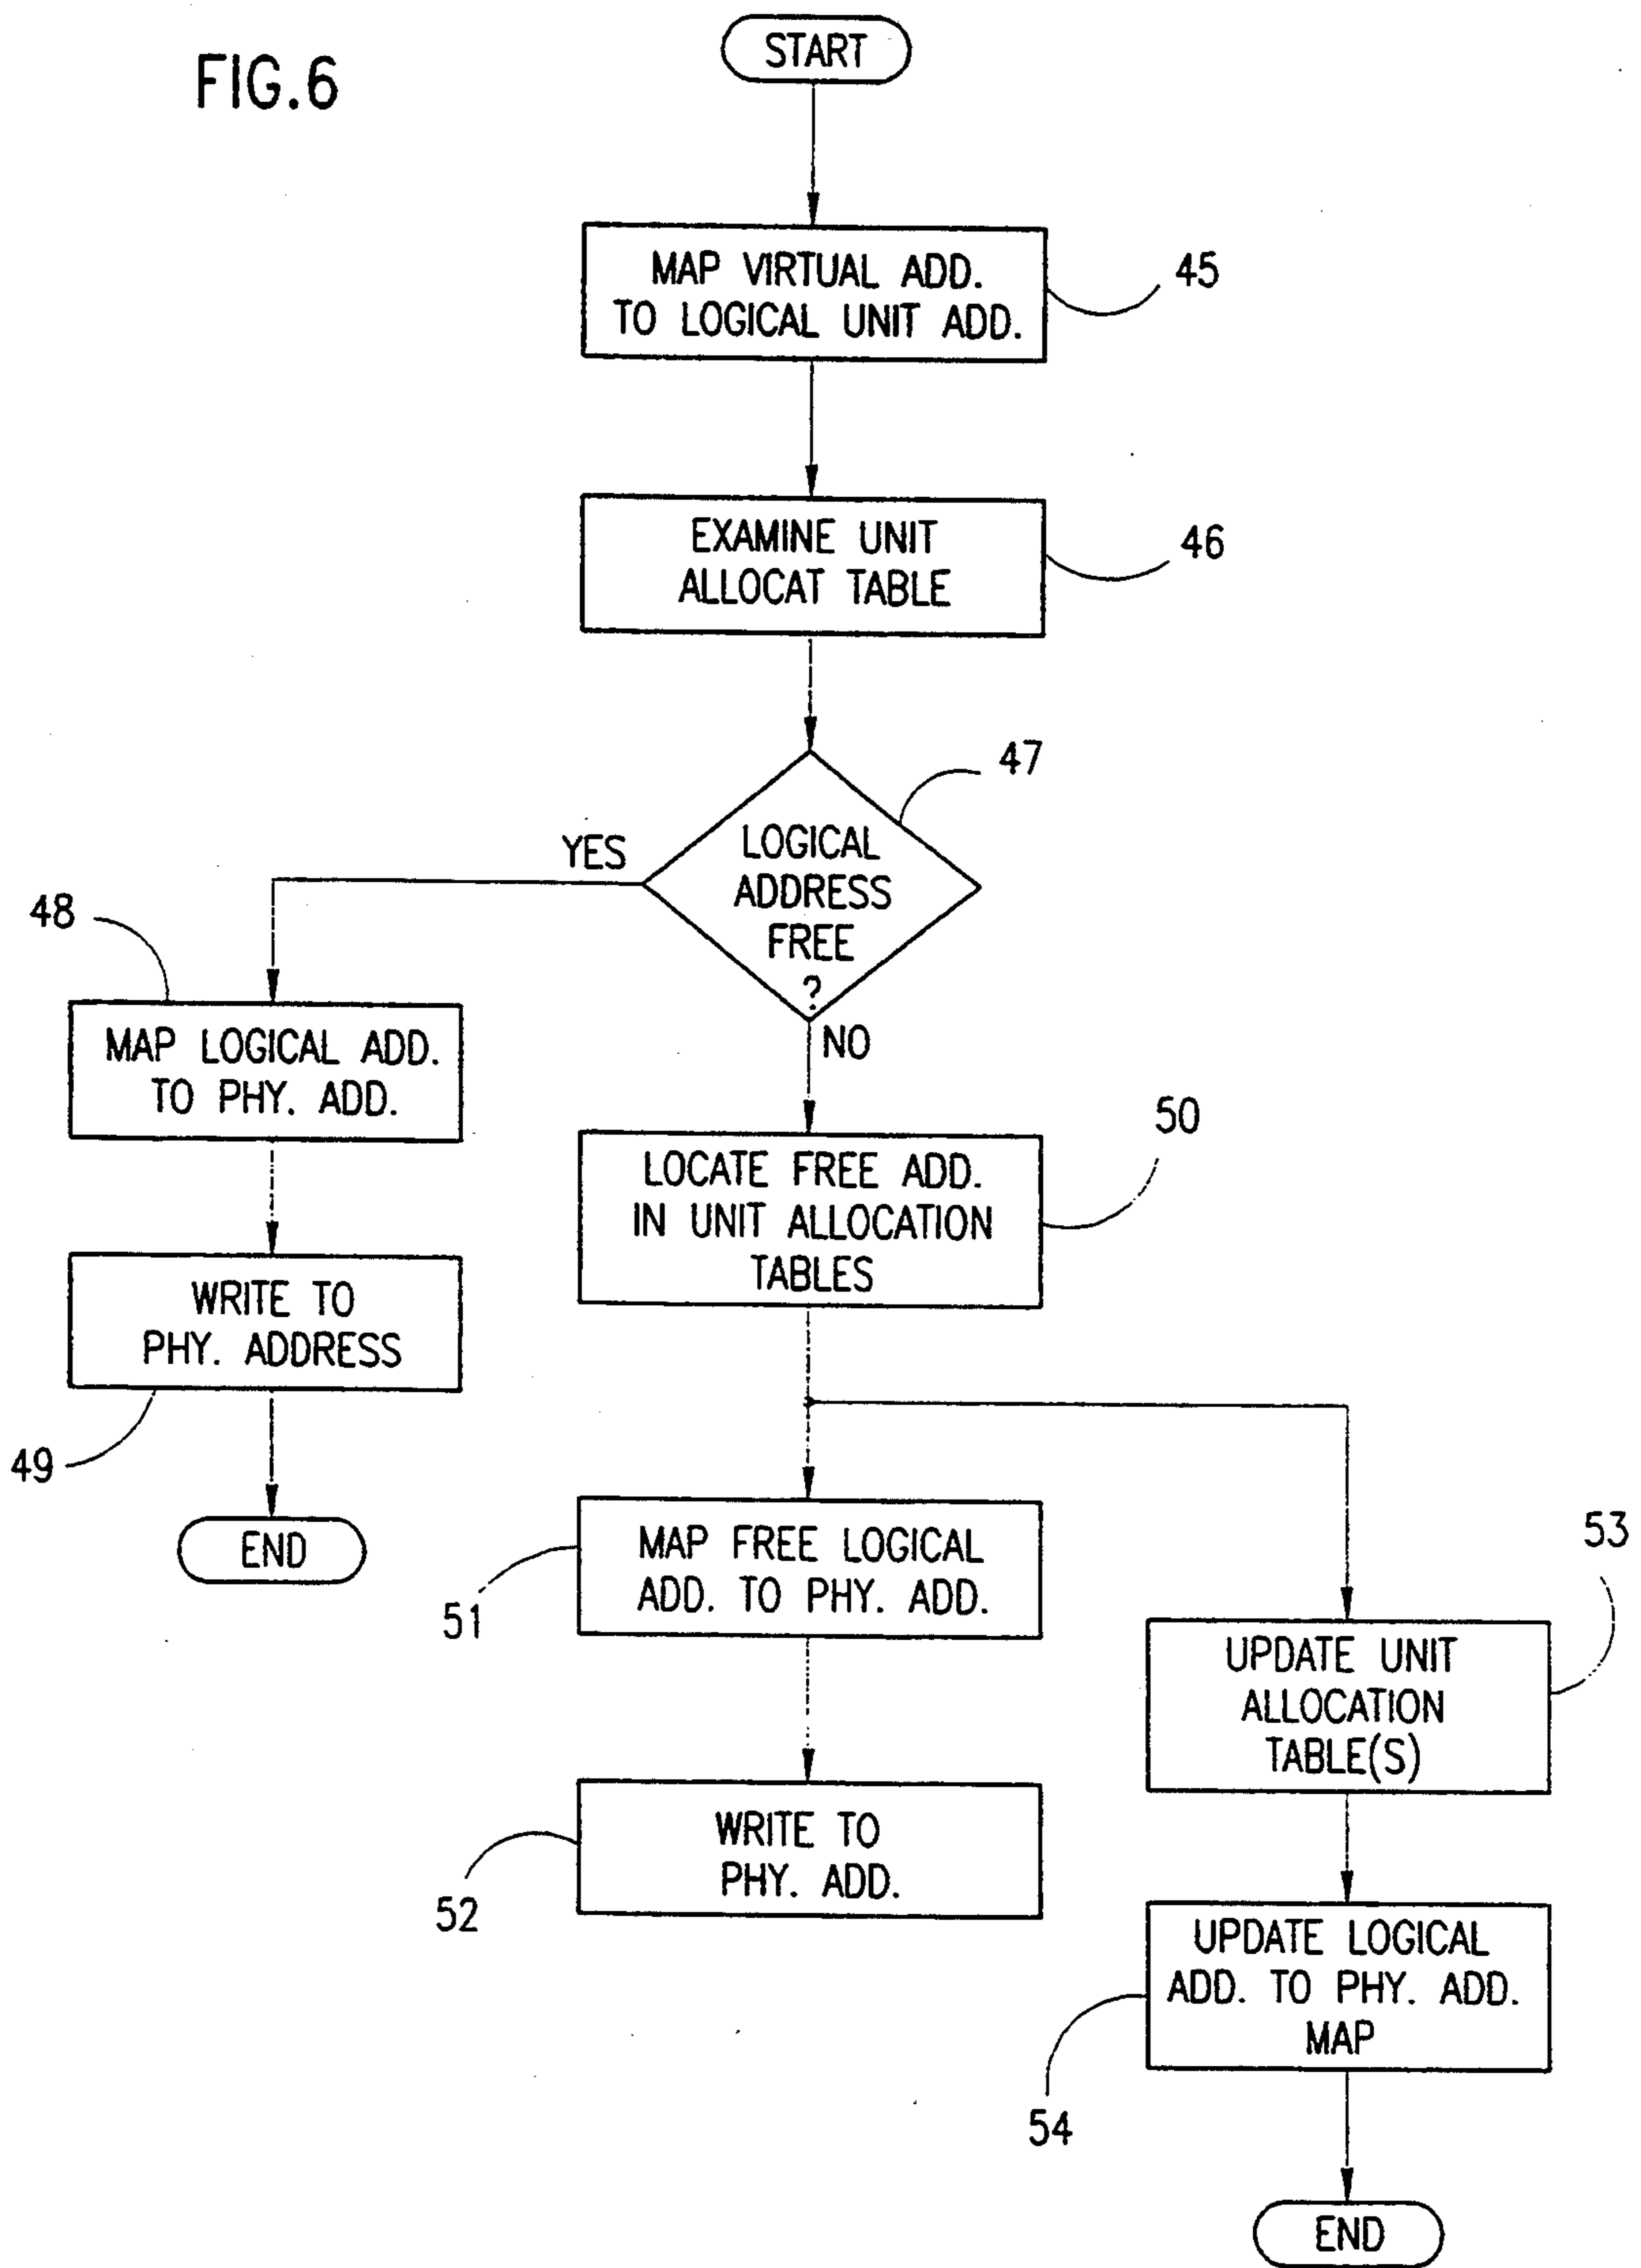 FIG.6
START
MAP VIRTUAL ADD.
TO LOGICAL UNIT ADD.
45
EXAMINE UNIT
ALLOCAT TABLE
46
47
LOGICAL
ADDRESS
FREE
?
YES
NO
48
MAP LOGICAL ADD.
TO PHY. ADD.
WRITE TO
PHY. ADDRESS
49
END
50
LOCATE FREE ADD.
IN UNIT ALLOCATION
TABLES
MAP FREE LOGICAL
ADD. TO PHY. ADD.
51
WRITE TO
PHY. ADD.
52
53
UPDATE UNIT
ALLOCATION
TABLE(S)
UPDATE LOGICAL
ADD. TO PHY. ADD.
MAP
54
END